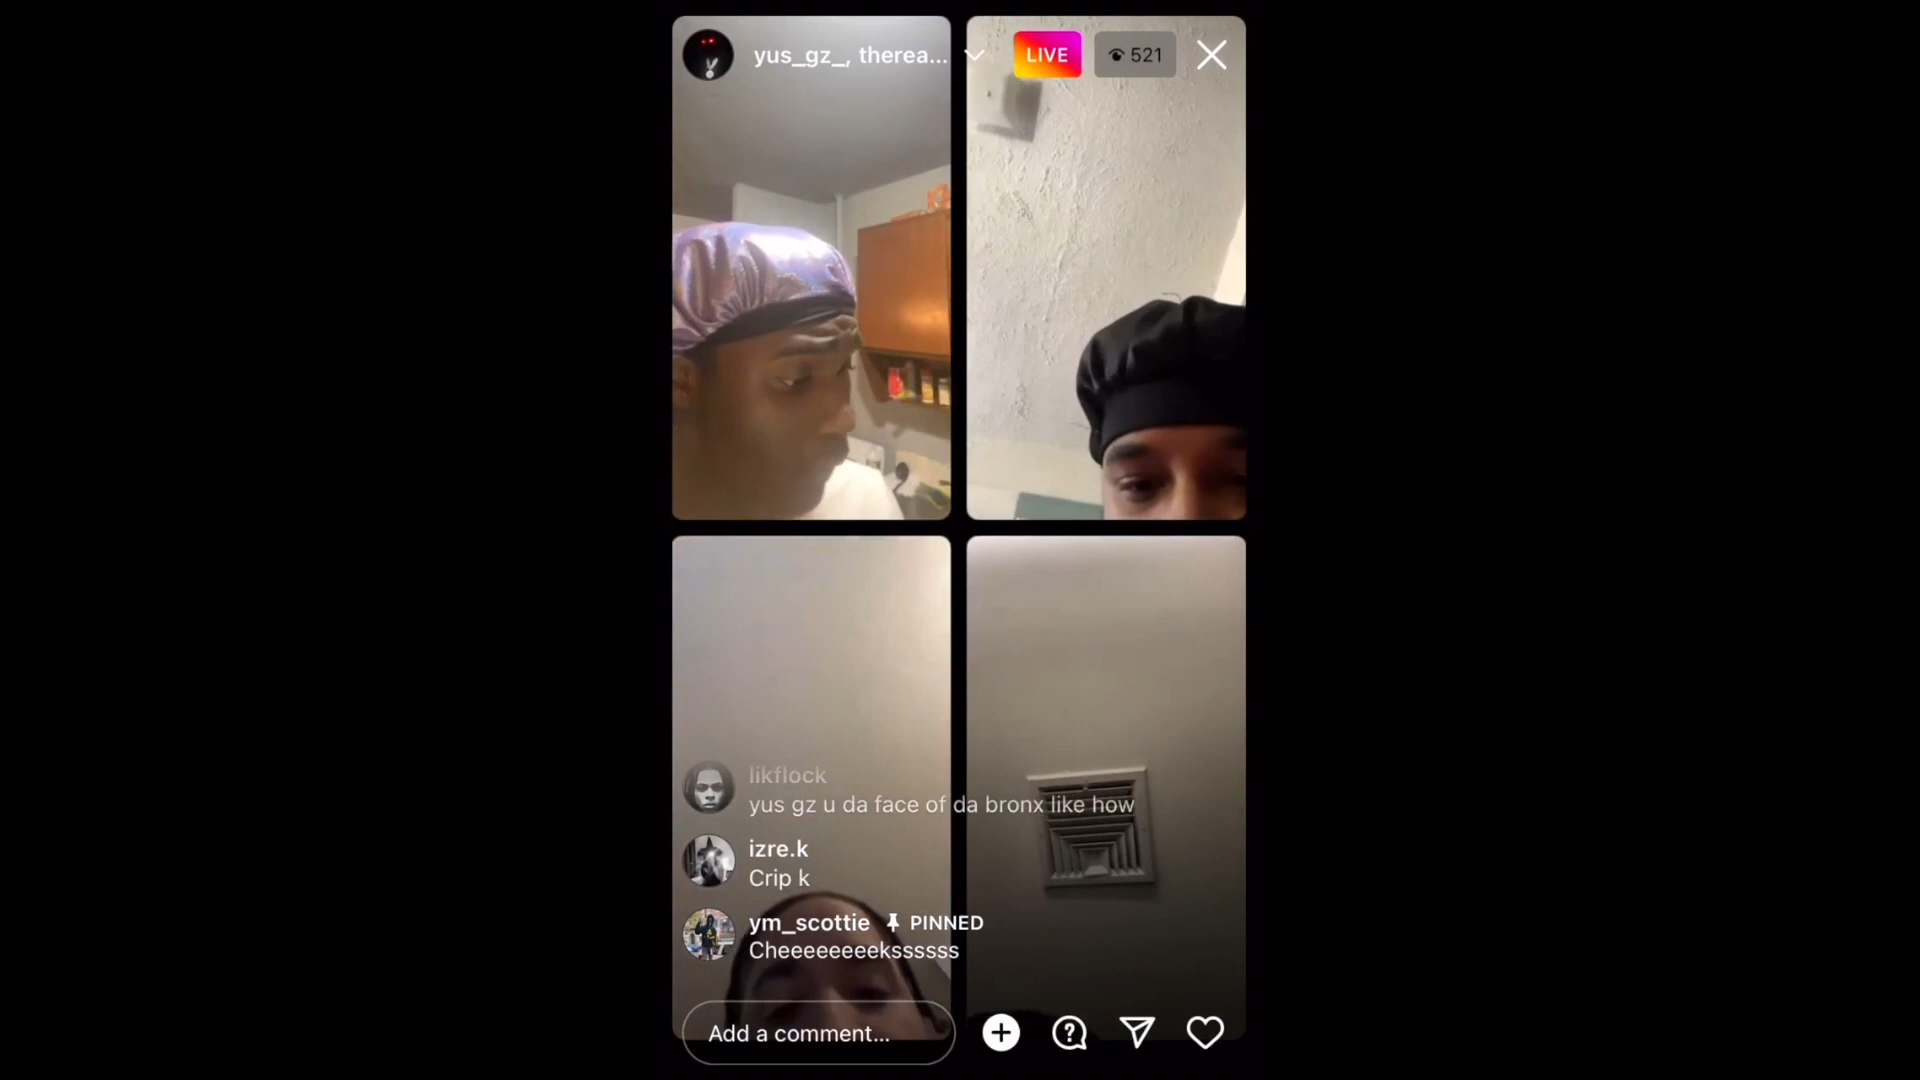 yus_gz_, therea...
LIVE
521
likflock
yus gz u da face of da bronx like how
izre.k
Crip k
ym_scottie PINNED
Cheeeeeeeekssssss
Add a comment...